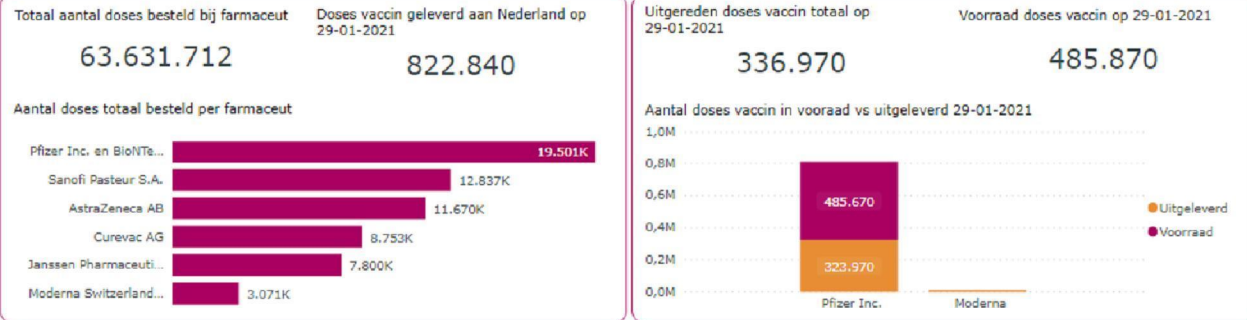 Totaal aantal doses besteld bij farmaceut
63.631.712
Doses vaccin geleverd aan Nederland op
29-01-2021
822.840
Aantal doses totaal besteld per farmaceut
Pfizer Inc. en BioNTe... 19.501K
Sanofi Pasteur S.A. 12.837K
AstraZeneca AB 11.670K
Curevac AG 8.753K
Janssen Pharmaceuti... 7.800K
Moderna Switzerland... 3.071K
Uitgereden doses vaccin totaal op
29-01-2021
336.970
Voorraad doses vaccin op 29-01-2021
485.870
Aantal doses vaccin in vooraad vs uitgeleverd 29-01-2021
1,0M
0,8M
0,6M
0,4M
0,2M
0,0M
485.670
323.970
Pfizer Inc.
Moderna
Uitgeleverd
Voorraad